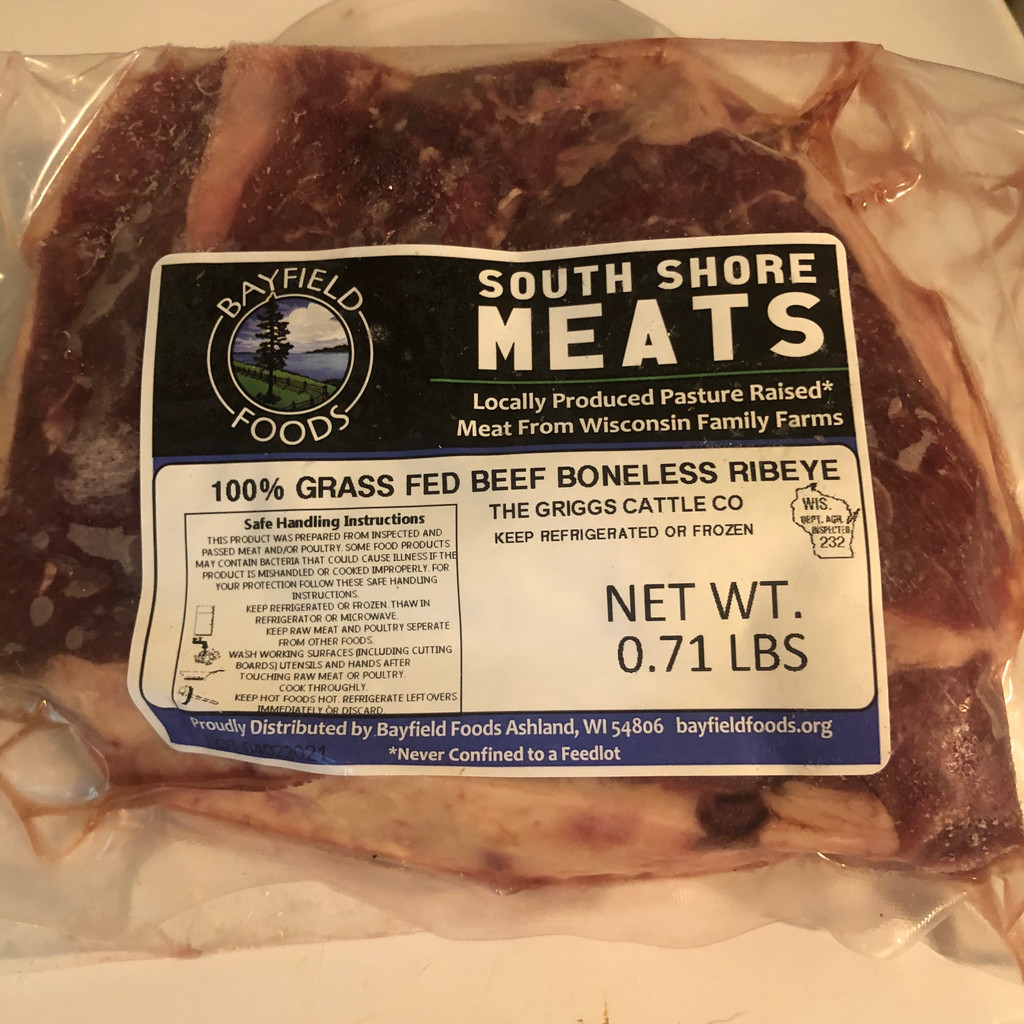 BAYFIELD
FOODS
SOUTH SHORE
MEATS
Locally Produced Pasture Raised*
Meat From Wisconsin Family Farms
100% GRASS FED BEEF BONELESS RIBEYE
THE GRIGGS CATTLE CO
KEEP REFRIGERATED OR FROZEN
WIS.
DEPT. AGR.
INSPECTED
232
Safe Handling Instructions
THIS PRODUCT WAS PREPARED FROM INSPECTED AND
PASSED MEAT AND/OR POULTRY. SOME FOOD PRODUCTS
MAY CONTAIN BACTERIA THAT COULD CAUSE ILLNESS IF THE
PRODUCT IS MISHANDLED OR COOKED IMPROPERLY. FOR
YOUR PROTECTION FOLLOW THESE SAFE HANDLING
INSTRUCTIONS.
KEEP REFRIGERATED OR FROZEN. THAW IN
REFRIGERATOR OR MICROWAVE.
KEEP RAW MEAT AND POULTRY SEPERATE
FROM OTHER FOODS.
WASH WORKING SURFACES (INCLUDING CUTTING
BOARDS) UTENSILS AND HANDS AFTER
TOUCHING RAW MEAT OR POULTRY.
COOK THROUGHLY.
KEEP HOT FOODS HOT. REFRIGERATE LEFTOVERS
IMMEDIATELY OR DISCARD
NET WT.
0.71 LBS
Proudly Distributed by Bayfield Foods Ashland, WI 54806 bayfieldfoods.org
*Never Confined to a Feedlot